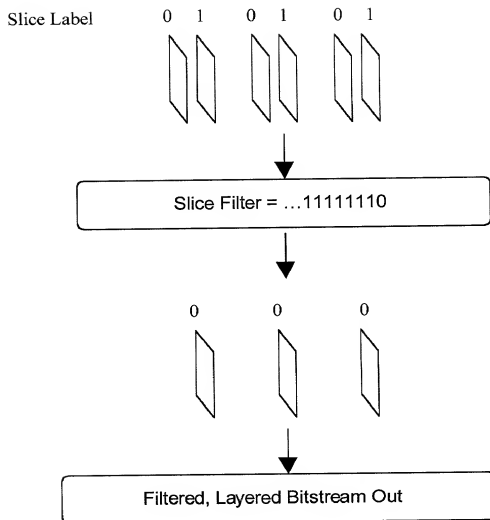 Slice Label 0 1 0 1 0 1
Slice Filter = ...11111110
0 0 0
Filtered, Layered Bitstream Out